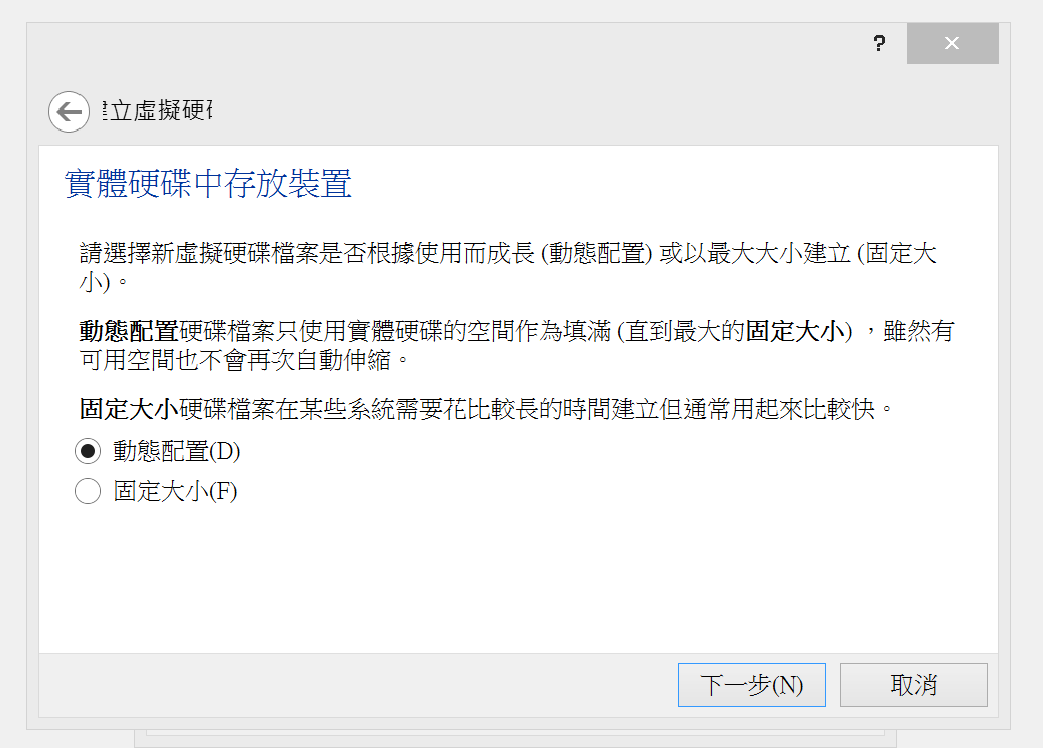 ?
立虛擬硬
實體硬碟中存放裝置
請選擇新虛擬硬碟檔案是否根據使用而成長 (動態配置) 或以最大大小建立 (固定大
小)。
動態配置硬碟檔案只使用實體硬碟的空間作為填滿 (直到最大的固定大小) ，雖然有
可用空間也不會再次自動伸縮。
固定大小硬碟檔案在某些系統需要花比較長的時間建立但通常用起來比較快。
動態配置(D)
固定大小(F)
下一步(N) 取消